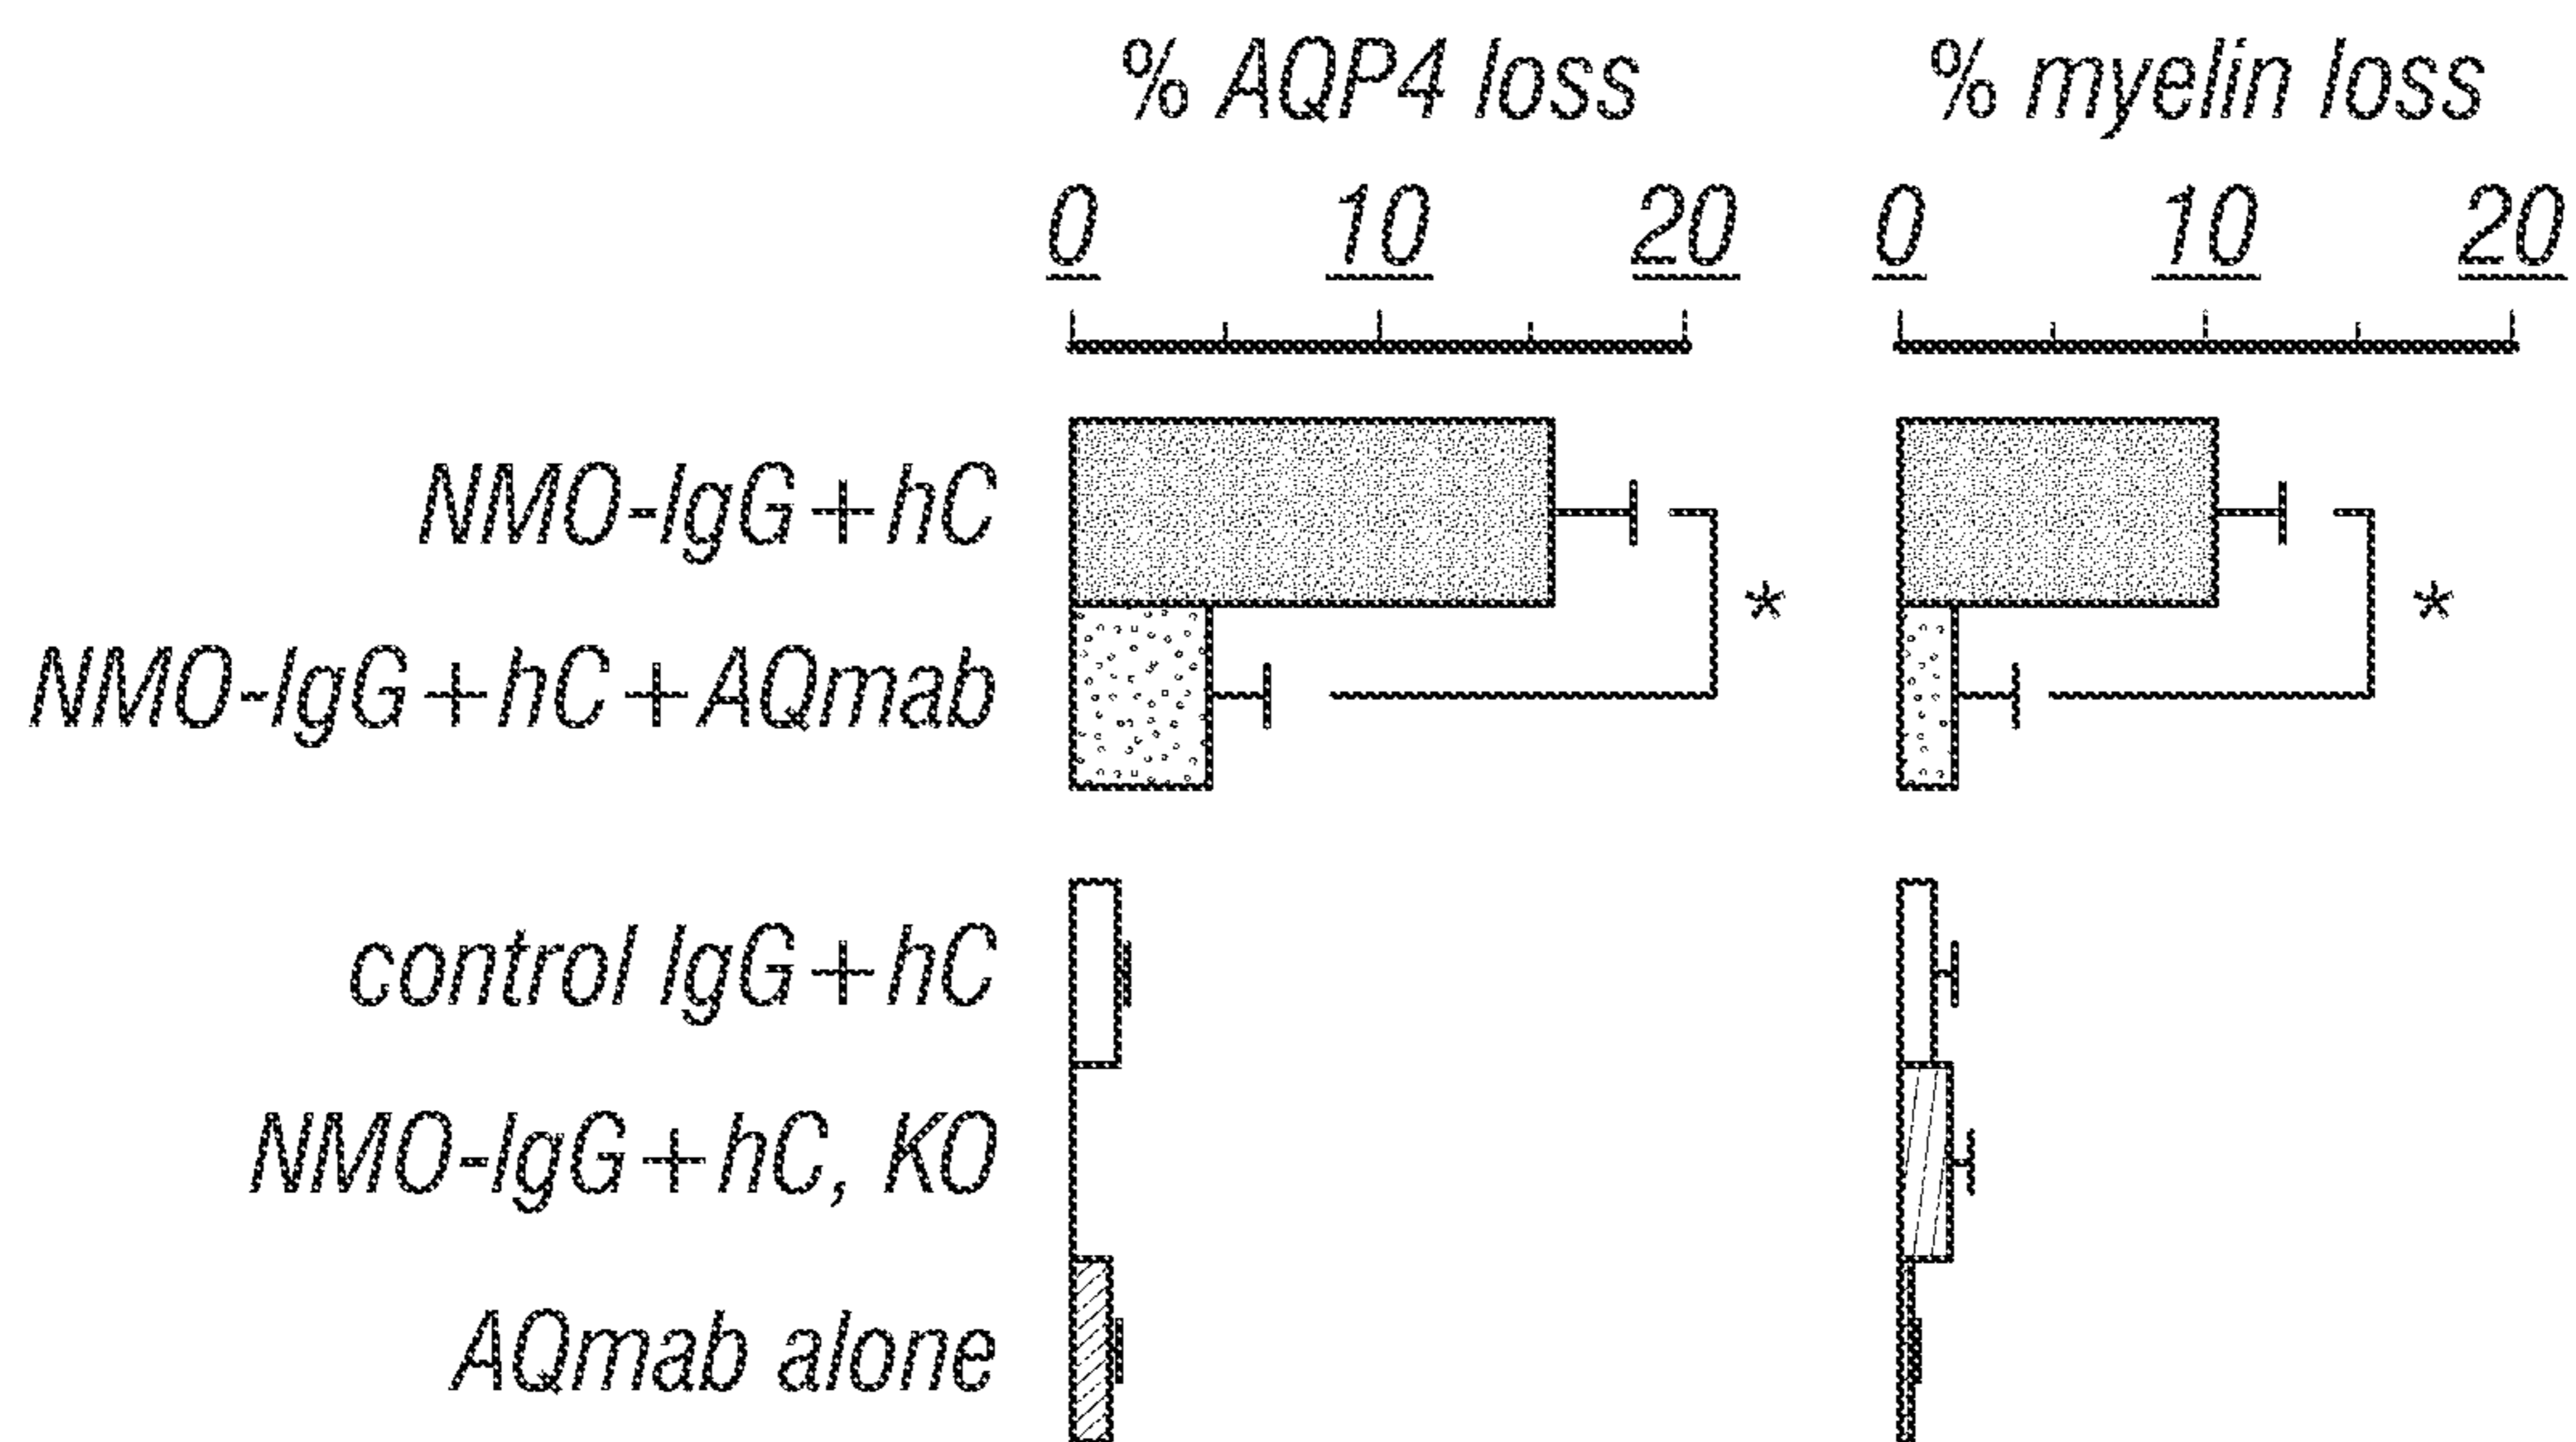 % AQP4 loss % myelin loss
0 10 20 0 10 20
NMO-IgG+hC
*
*
NMO-IgG+hC+AQmab
control IgG+hC
NMO-IgG+hC, KO
AQmab alone